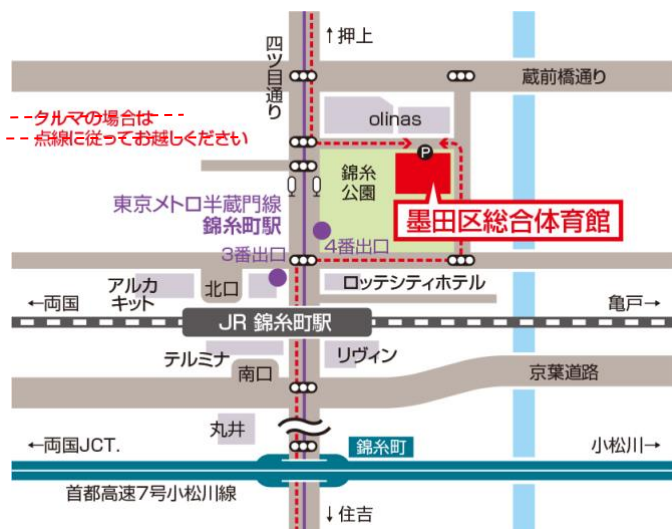 ↑押上
四ツ目通り
蔵前橋通り
クルマの場合は
点線に従ってお越しください
olinas
P
錦糸
公園
墨田区総合体育館
東京メトロ半蔵門線
錦糸町駅
4番出口
3番出口
アルカ
キット
北口
ロッテシティホテル
←両国
亀戸→
JR 錦糸町駅
テルミナ
南口
リヴィン
京葉道路
丸井
←両国JCT.
錦糸町
小松川→
首都高速7号小松川線
↓住吉